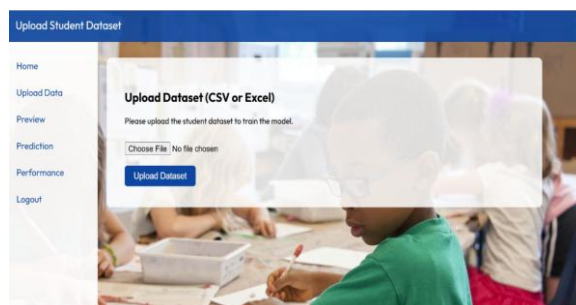 Upload Student Dataset
Home
Upload Data
Preview
Prediction
Performance
Logout
Upload Dataset (CSV or Excel)
Please upload the student dataset to train the model.
Choose File No file chosen
Upload Dataset